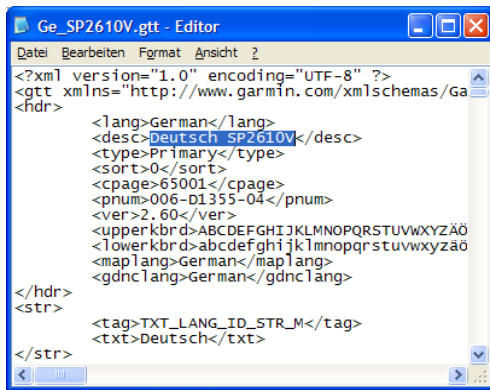 Ge_SP2610V.gtt - Editor
Datei Bearbeiten Format Ansicht ?
<?xml version="1.0" encoding="UTF-8" ?>
<gtt xmlns="http://www.garmin.com/xmlschemas/Ga
<hdr>
<lang>German</lang>
<desc>Deutsch SP2610V</desc>
<type>Primary</type>
<sort>0</sort>
<cpage>65001</cpage>
<pnum>006-D1355-04</pnum>
<ver>2.60</ver>
<upperkbrd>ABCDEFGHIJKLMNOPQRSTUVWXYZÄÖ
<lowerkbrd>abcdefghijklmnopqrstuvwxyzäö
<maplang>German</maplang>
<gdnclang>German</gdnclang>
</hdr>
<str>
<tag>TXT_LANG_ID_STR_M</tag>
<txt>Deutsch</txt>
</str>